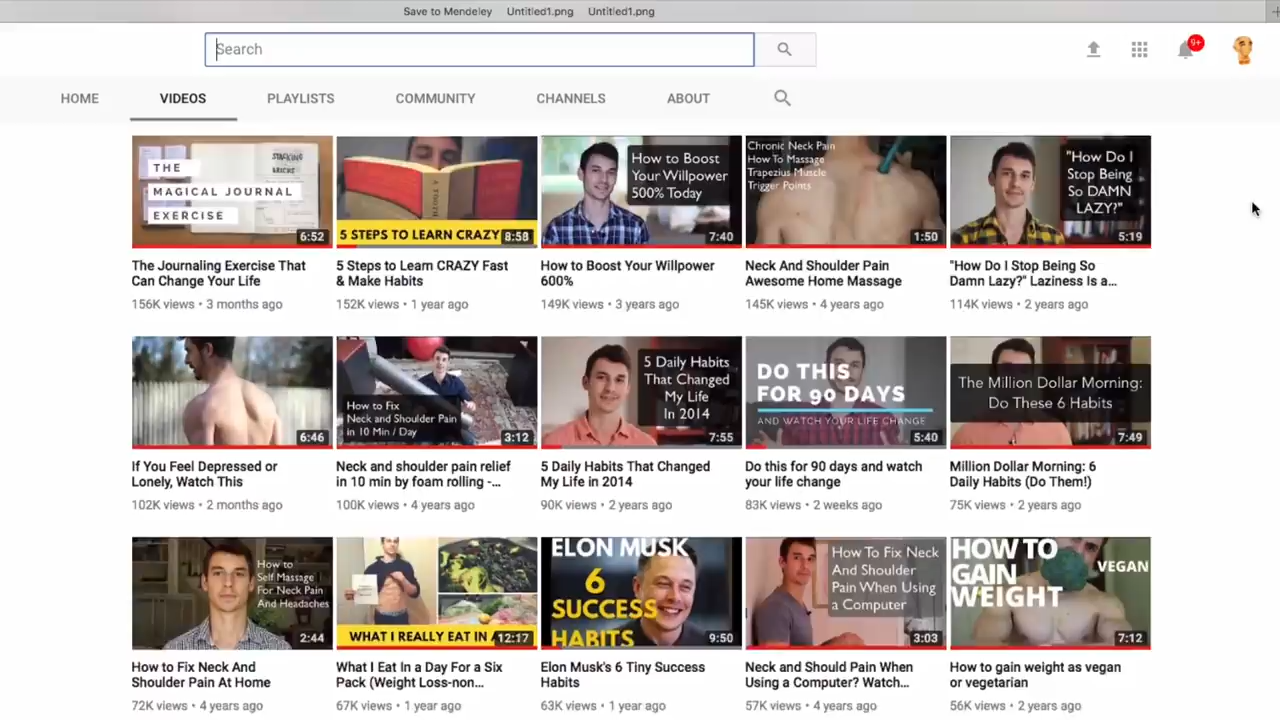 Save to Mendeley Untitled1.png Untitled1.png
Search
9+
HOME VIDEOS PLAYLISTS COMMUNITY CHANNELS ABOUT
THE
MAGICAL JOURNAL
EXERCISE
6:52
The Journaling Exercise That
Can Change Your Life
156K views • 3 months ago
5 STEPS TO LEARN CRAZY
8:58
5 Steps to Learn CRAZY Fast
& Make Habits
152K views • 1 year ago
How to Boost
Your Willpower
500% Today
7:40
How to Boost Your Willpower
600%
149K views • 3 years ago
Chronic Neck Pain
How To Massage
Trapezius Muscle
Trigger Points
1:50
Neck And Shoulder Pain
Awesome Home Massage
145K views • 4 years ago
"How Do I
Stop Being
So DAMN
LAZY?"
5:19
"How Do I Stop Being So
Damn Lazy?" Laziness Is a...
114K views • 2 years ago
6:46
If You Feel Depressed or
Lonely, Watch This
102K views • 2 months ago
How to Fix
Neck and Shoulder Pain
in 10 Min / Day
3:12
Neck and shoulder pain relief
in 10 min by foam rolling -...
100K views • 4 years ago
5 Daily Habits
That Changed
My Life
In 2014
7:55
5 Daily Habits That Changed
My Life in 2014
90K views • 2 years ago
DO THIS
FOR 90 DAYS
AND WATCH YOUR LIFE CHANGE
5:40
Do this for 90 days and watch
your life change
83K views • 2 weeks ago
The Million Dollar Morning:
Do These 6 Habits
7:49
Million Dollar Morning: 6
Daily Habits (Do Them!)
75K views • 2 years ago
How to
Self Massage
For Neck Pain
And Headaches
2:44
How to Fix Neck And
Shoulder Pain At Home
72K views • 4 years ago
WHAT I REALLY EAT IN A
12:17
What I Eat In a Day For a Six
Pack (Weight Loss-non...
67K views • 1 year ago
ELON MUSK
6
SUCCESS
HABITS
9:50
Elon Musk's 6 Tiny Success
Habits
63K views • 1 year ago
How To Fix Neck
And Shoulder
Pain When Using
a Computer
3:03
Neck and Should Pain When
Using a Computer? Watch...
57K views • 4 years ago
HOW TO
GAIN
WEIGHT
VEGAN
7:12
How to gain weight as vegan
or vegetarian
56K views • 2 years ago